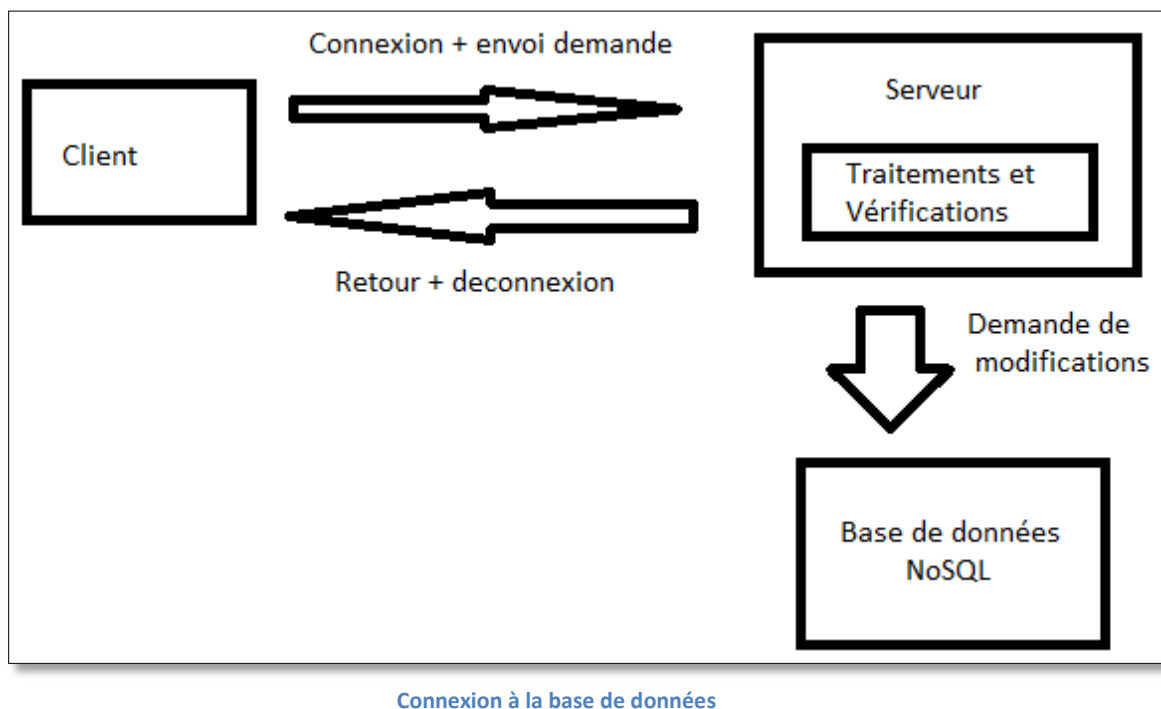 Connexion + envoi demande
Serveur
Client
Traitements et
Vérifications
Retour + deconnexion
Demande de
modifications
Base de données
NoSQL
Connexion à la base de données